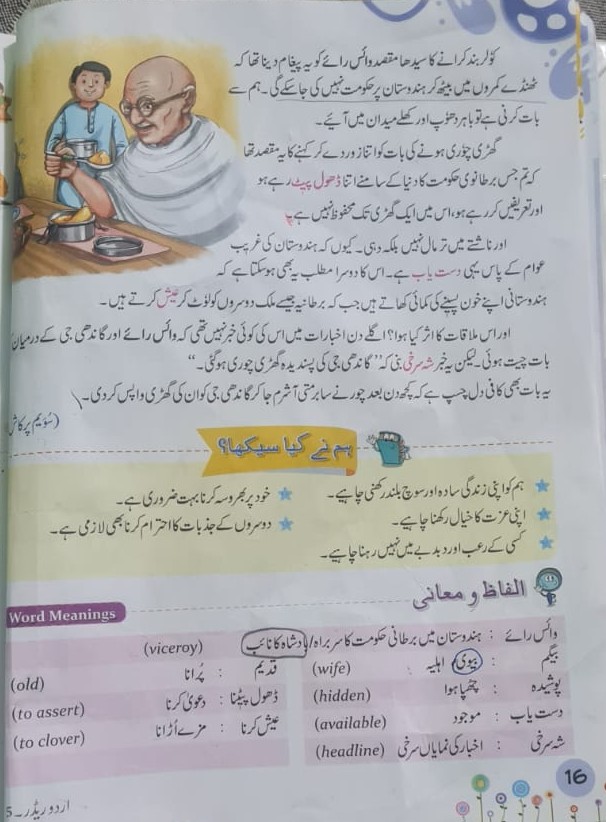 کولر بند کرانے کا سیدھا مقصد وائس رائے کو یہ پیغام دینا تھا کہ
ٹھنڈے کمروں میں بیٹھ کر ہندوستان پر حکومت نہیں کی جا سکے گی۔ ہم سے
بات کرنی ہے تو باہر دھوپ اور کھلے میدان میں آیئے۔
گھڑی چوری ہونے کی بات کو اتنا زور دے کر کہنے کا یہ مقصد تھا
کہ تم جس برطانوی حکومت کا دنیا کے سامنے اتنا ڈھول پیٹ رہے ہو
اور تعریفیں کر رہے ہو، اس میں ایک گھڑی تک محفوظ نہیں ہے۔
اور ناشتے میں تر مال نہیں بلکہ دہی۔ کیوں کہ ہندوستان کی غریب
عوام کے پاس یہی دست یاب ہے۔ اس کا دوسرا مطلب یہ بھی ہو سکتا ہے کہ
ہندوستانی اپنے خون پسینے کی کمائی کھاتے ہیں جب کہ برطانیہ جیسے ملک دوسروں کو لوٹ کر عیش کرتے ہیں۔
اور اس ملاقات کا اثر کیا ہوا؟ اگلے دن اخبارات میں اس کی کوئی خبر نہیں تھی کہ وائس رائے اور گاندھی جی کے درمیان
بات چیت ہوئی۔ لیکن یہ خبر شہ سرخی بنی کہ ”گاندھی جی کی پسندیدہ گھڑی چوری ہو گئی۔“
یہ بات بھی کافی دل چسپ ہے کہ کچھ دن بعد چور نے سابرمتی آشرم جا کر گاندھی جی کو ان کی گھڑی واپس کر دی۔
(سُوَیم پرکاش
ہم نے کیا سیکھا؟
ہم کو اپنی زندگی سادہ اور سوچ بلند رکھنی چاہیے۔
خود پر بھروسہ کرنا بہت ضروری ہے۔
اپنی عزت کا خیال رکھنا چاہیے۔
دوسروں کے جذبات کا احترام کرنا بھی لازمی ہے۔
کسی کے رعب اور دبدبے میں نہیں رہنا چاہیے۔
الفاظ و معانی
Word Meanings
وائس رائے : ہندوستان میں برطانی حکومت کا سربراہ/بادشاہ کا نائب (viceroy)
بیگم : بیوی، اہلیہ (wife)
قدیم : پُرانا (old)
پوشیدہ : چھُپا ہوا (hidden)
ڈھول پیٹنا : دعویٰ کرنا (to assert)
دست یاب : موجود (available)
عیش کرنا : مزے اُڑانا (to clover)
شہ سرخی : اخبار کی نمایاں سرخی (headline)
16
اردو ریڈر۔5